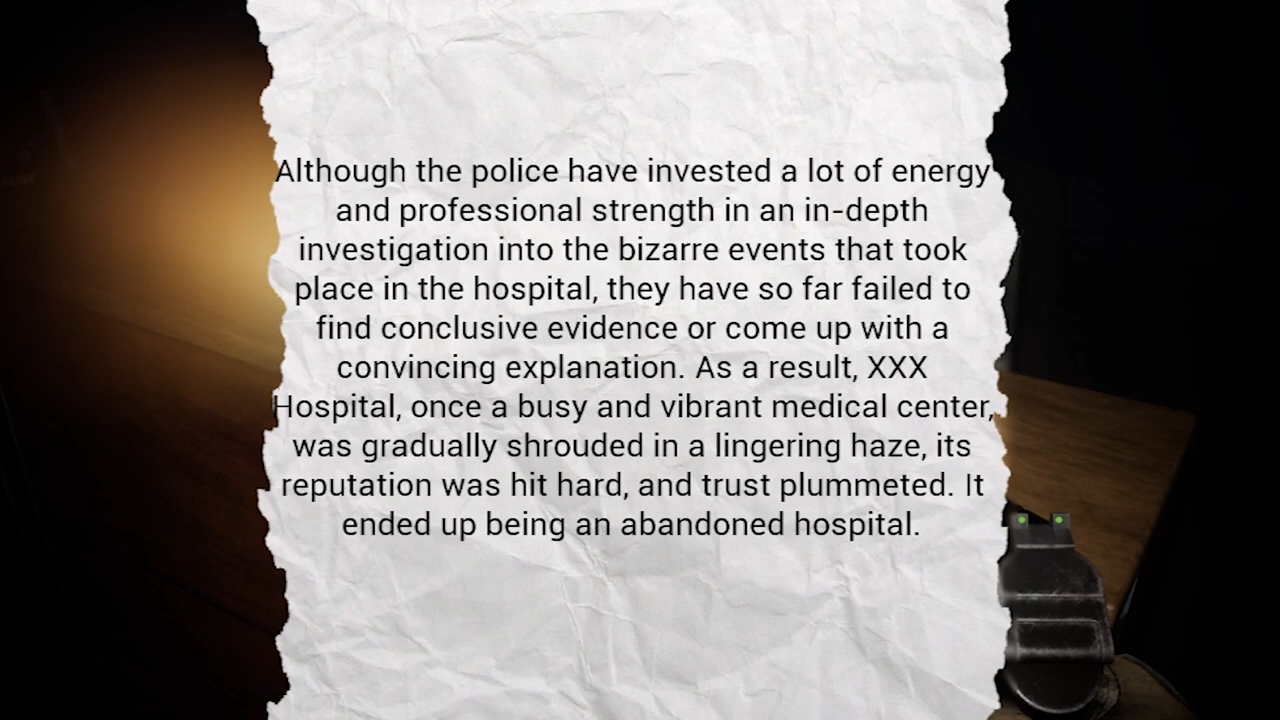 Although the police have invested a lot of energy
and professional strength in an in-depth
investigation into the bizarre events that took
place in the hospital, they have so far failed to
find conclusive evidence or come up with a
convincing explanation. As a result, XXX
Hospital, once a busy and vibrant medical center,
was gradually shrouded in a lingering haze, its
reputation was hit hard, and trust plummeted. It
ended up being an abandoned hospital.